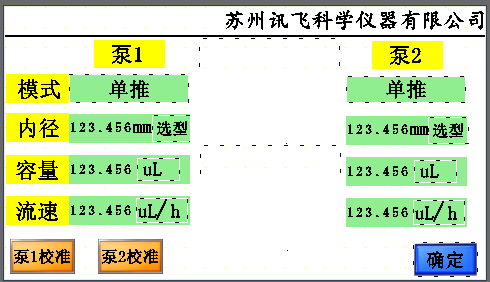 苏州讯飞科学仪器有限公司
泵1 泵2
模式 单推 单推
内径 123.456mm 选型 123.456mm 选型
容量 123.456 uL 123.456 uL
流速 123.456 uL/h 123.456 uL/h
泵1校准 泵2校准 确定